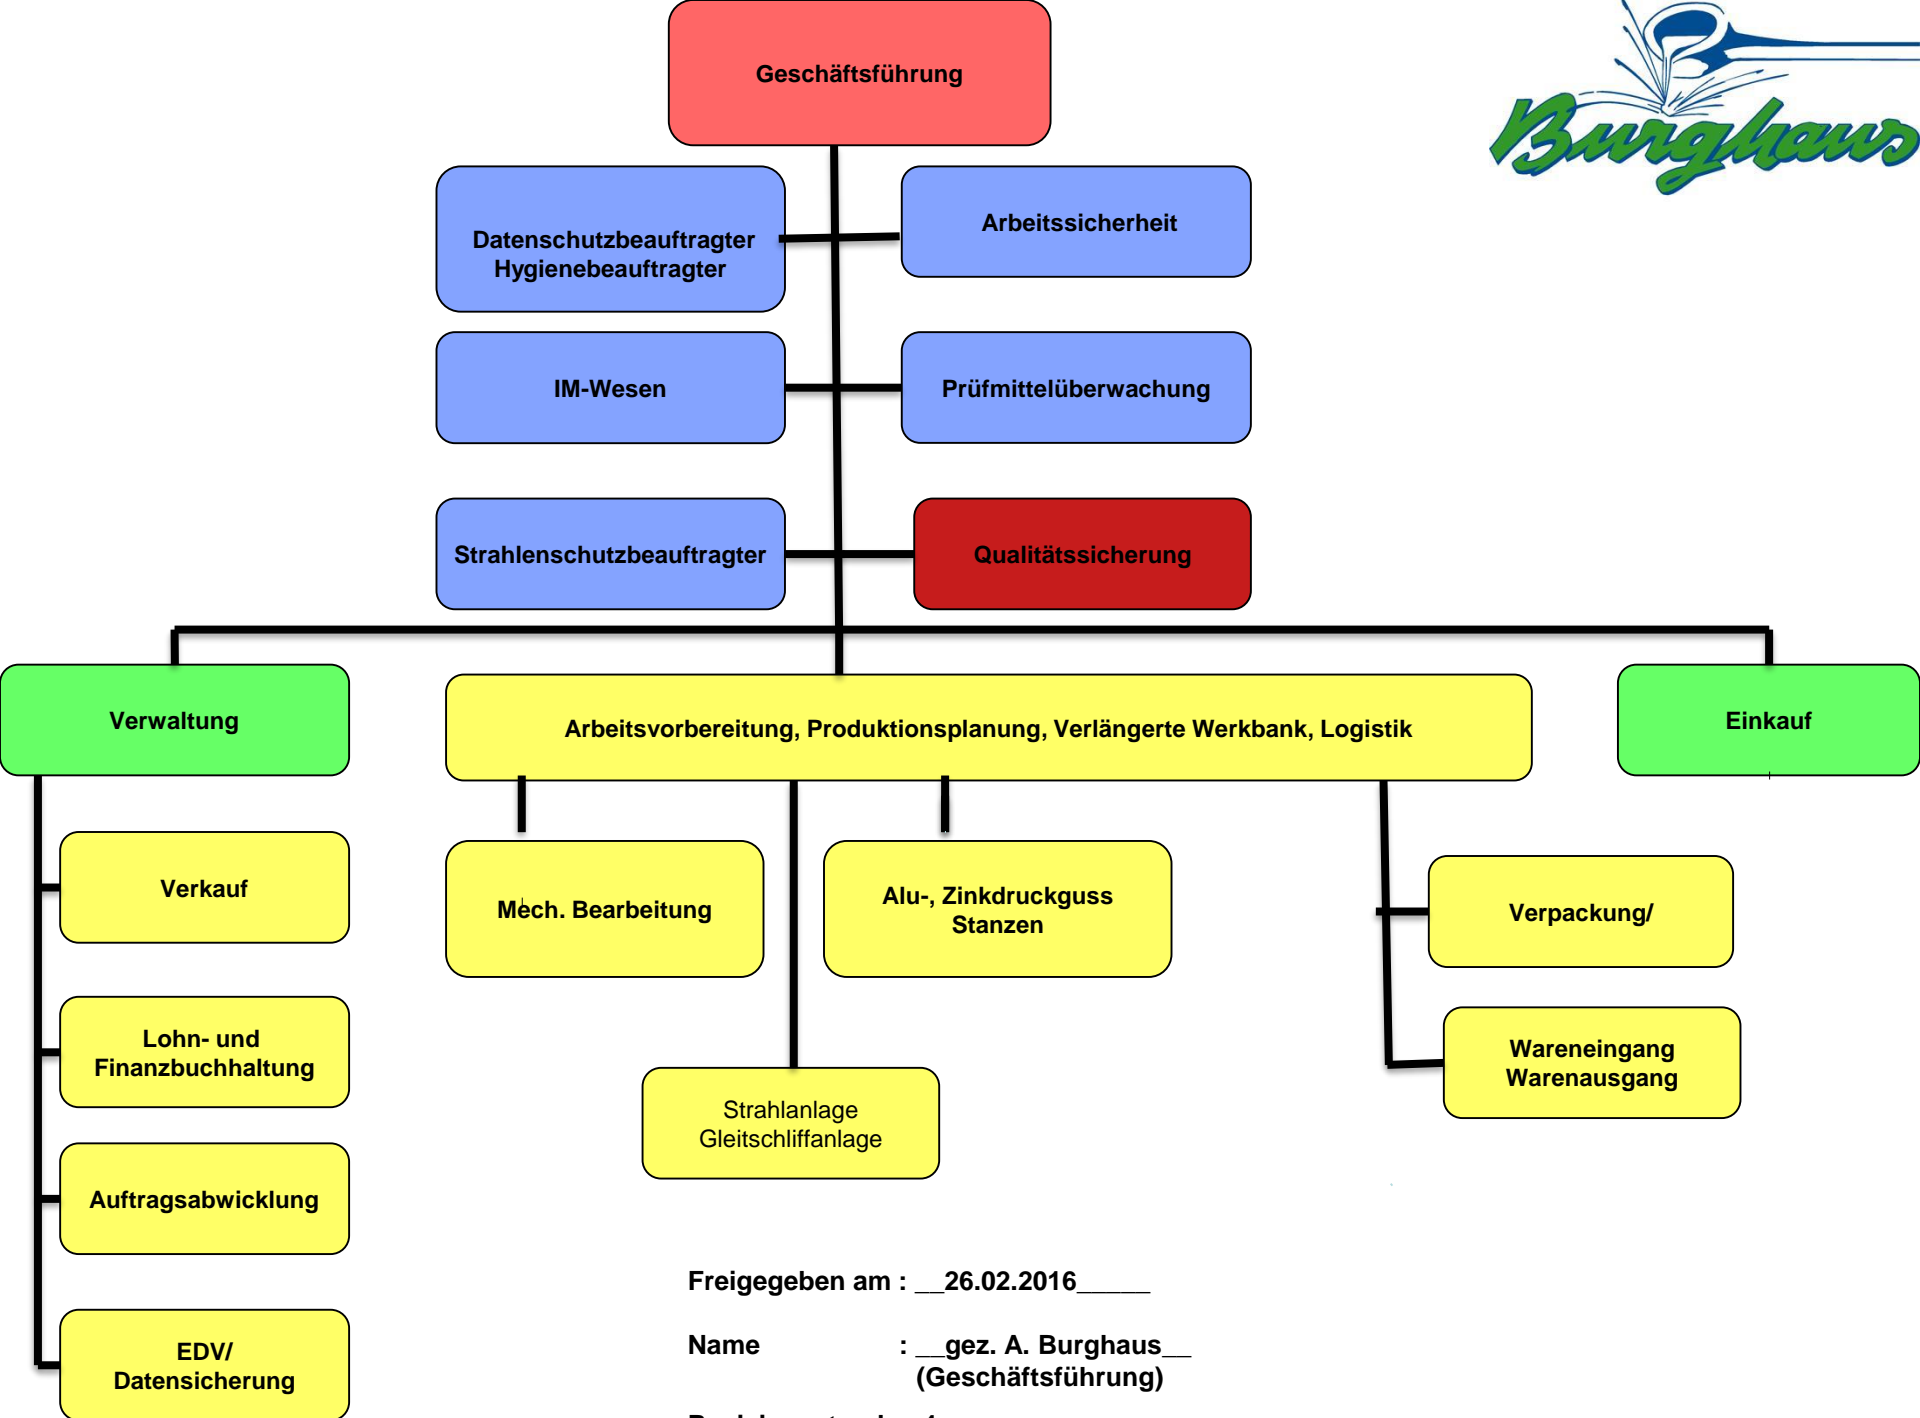 Geschäftsführung
Burghaus
Datenschutzbeauftragter
Hygienebeauftragter
Arbeitssicherheit
IM-Wesen
Prüfmittelüberwachung
Strahlenschutzbeauftragter
Qualitätssicherung
Verwaltung
Arbeitsvorbereitung, Produktionsplanung, Verlängerte Werkbank, Logistik
Einkauf
Verkauf
Lohn- und
Finanzbuchhaltung
Auftragsabwicklung
EDV/
Datensicherung
Mech. Bearbeitung
Alu-, Zinkdruckguss
Stanzen
Strahlanlage
Gleitschliffanlage
Verpackung/
Wareneingang
Warenausgang
Freigegeben am : __26.02.2016_____
Name : __gez. A. Burghaus__
(Geschäftsführung)